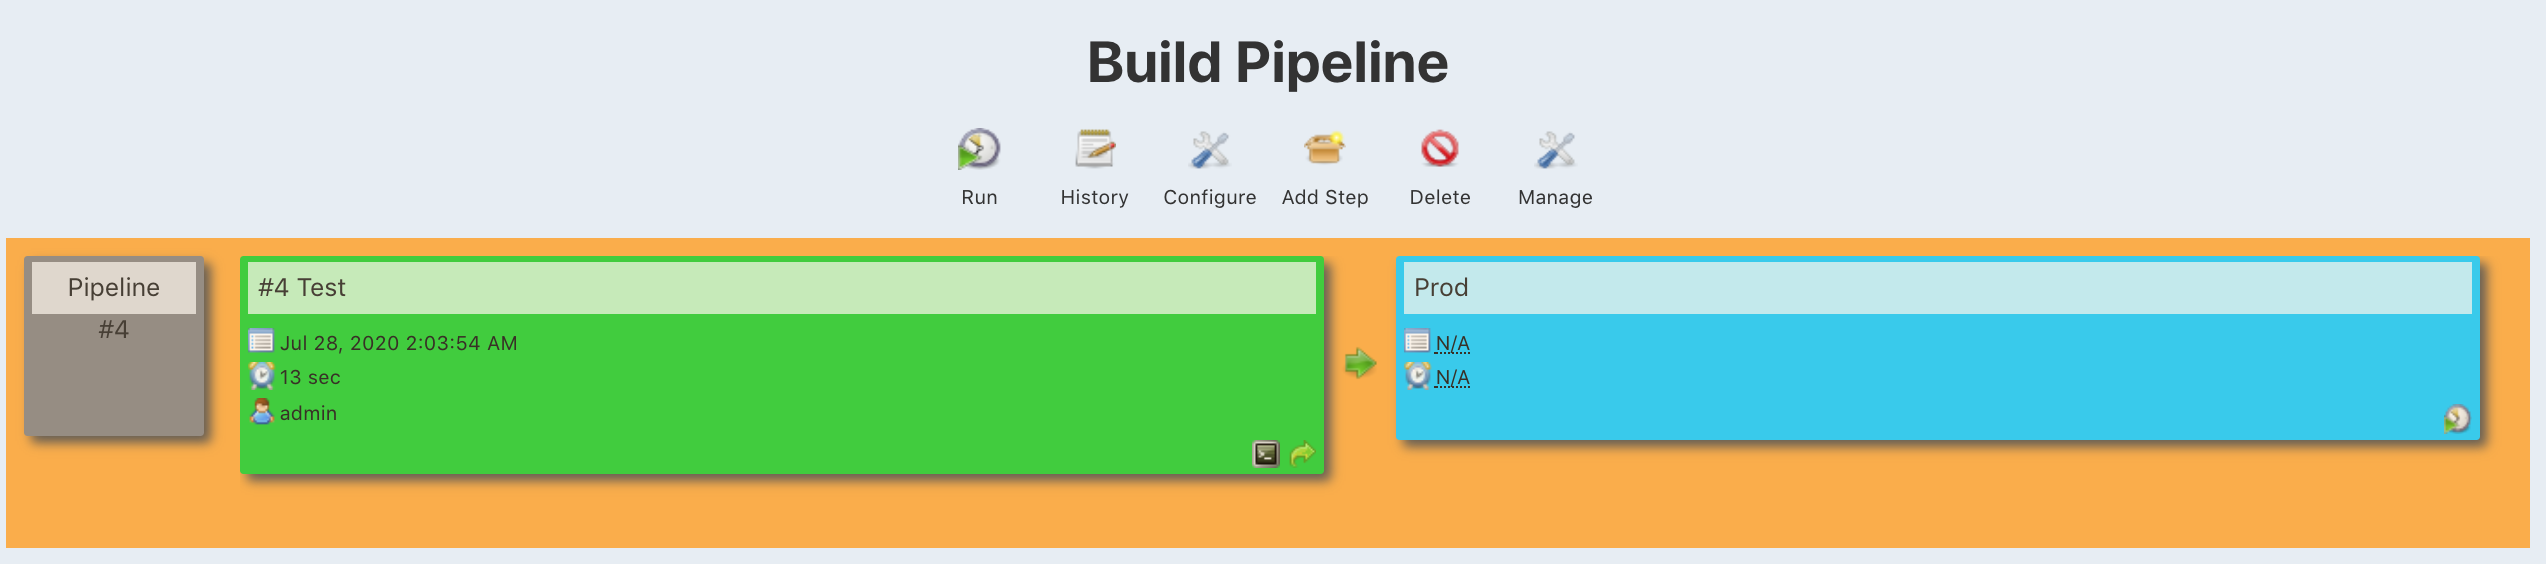 Build Pipeline
Run History Configure Add Step Delete Manage
Pipeline
#4
#4 Test
Jul 28, 2020 2:03:54 AM
13 sec
admin
Prod
N/A
N/A